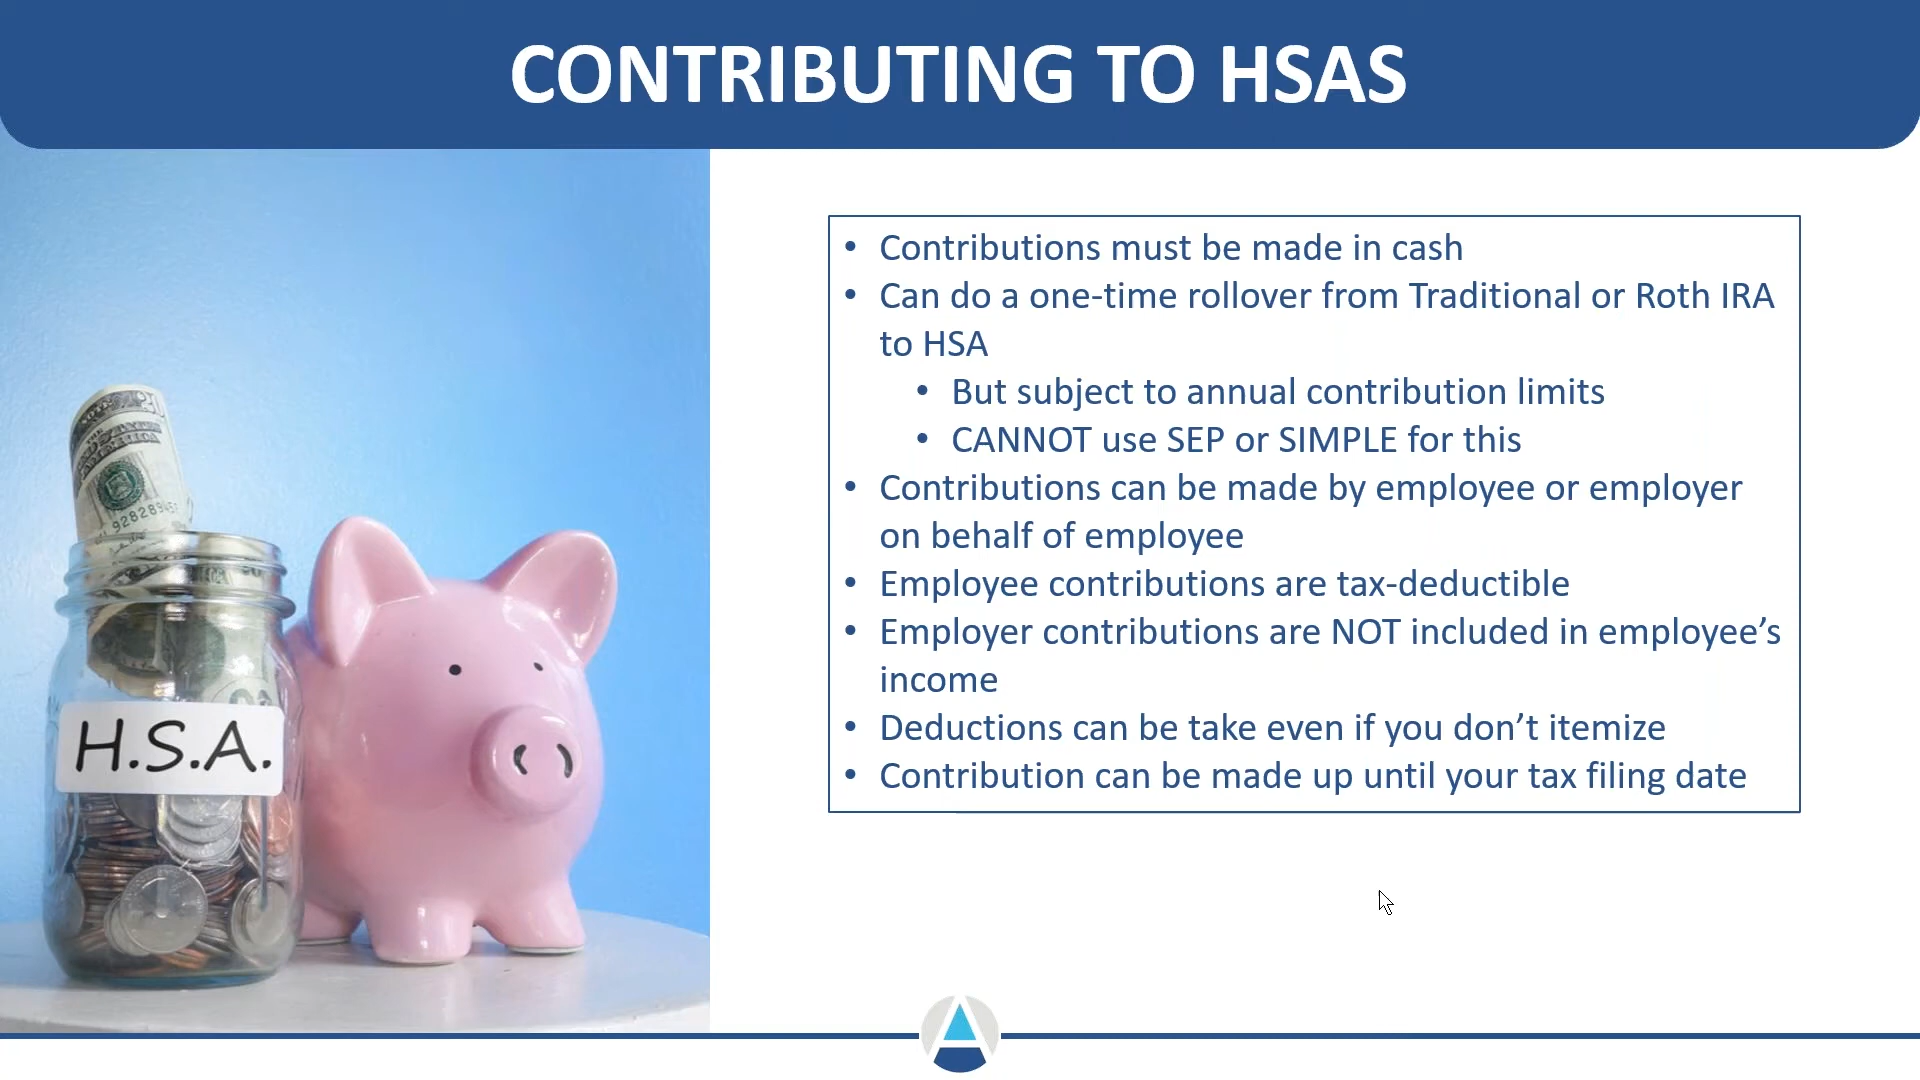 CONTRIBUTING TO HSAS
• Contributions must be made in cash
• Can do a one-time rollover from Traditional or Roth IRA
to HSA
• But subject to annual contribution limits
• CANNOT use SEP or SIMPLE for this
• Contributions can be made by employee or employer
on behalf of employee
• Employee contributions are tax-deductible
• Employer contributions are NOT included in employee’s
income
• Deductions can be take even if you don’t itemize
• Contribution can be made up until your tax filing date
H.S.A.